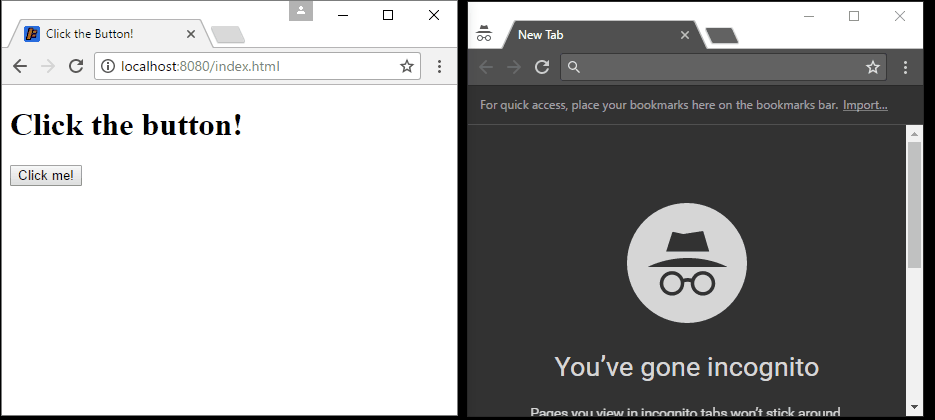 Click the Button!
localhost:8080/index.html
Click the button!
Click me!
New Tab
For quick access, place your bookmarks here on the bookmarks bar. Import...
You've gone incognito
Pages you view in incognito tabs won't stick around